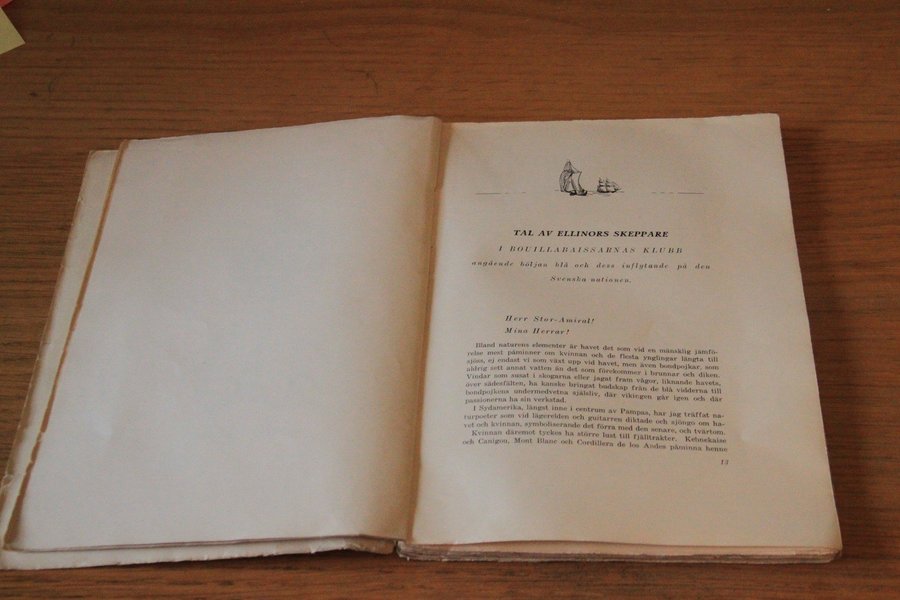 TAL AV ELLINORS SKEPPARE
I BOUILLABAISSARNAS KLUBB
angående böljan blå och dess inflytande på den
Svenska nationen.
Herr Stor-Amiral!
Mina Herrar!
Bland naturens elementer är havet det som vid en mänsklig jämfö-
relse mest påminner om kvinnan och de flesta ynglingar längta till
sjöss, ej endast vi som växt upp vid havet, men även bondpojkar, som
aldrig sett annat vatten än det som förekommer i brunnar och diken.
Vindar som susat i skogarna eller jagat fram vågor, liknande havets,
över sädesfälten, ha kanske bringat budskap från de blå vidderna till
bondpojkens undermedvetna själsliv, där vikingen går igen och där
passionerna ha sin verkstad.
I Sydamerika, längst inne i centrum av Pampas, har jag träffat na-
turpoeter som vid lägerelden och guitarren diktade och sjöngo om ha-
vet och kvinnan, symboliserande det förra med den senare, och tvärtom.
Kvinnan däremot tyckes ha större lust till fjälltrakter. Kebnekaise
och Canigou, Mont Blanc och Cordillera de los Andes påminna henne
13